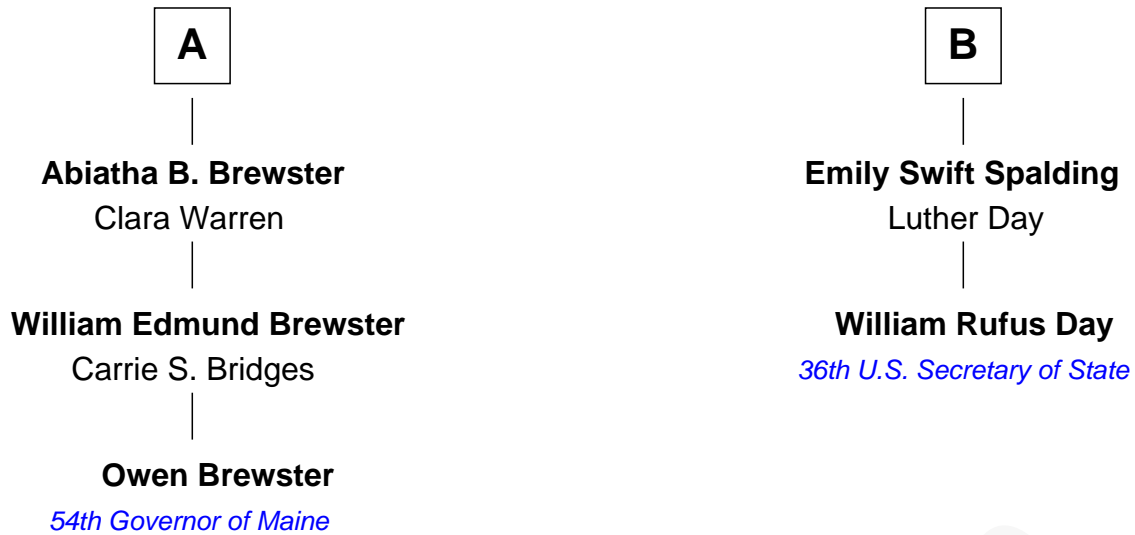 A
Abiatha B. Brewster
Clara Warren
William Edmund Brewster
Carrie S. Bridges
Owen Brewster
54th Governor of Maine
B
Emily Swift Spalding
Luther Day
William Rufus Day
36th U.S. Secretary of State